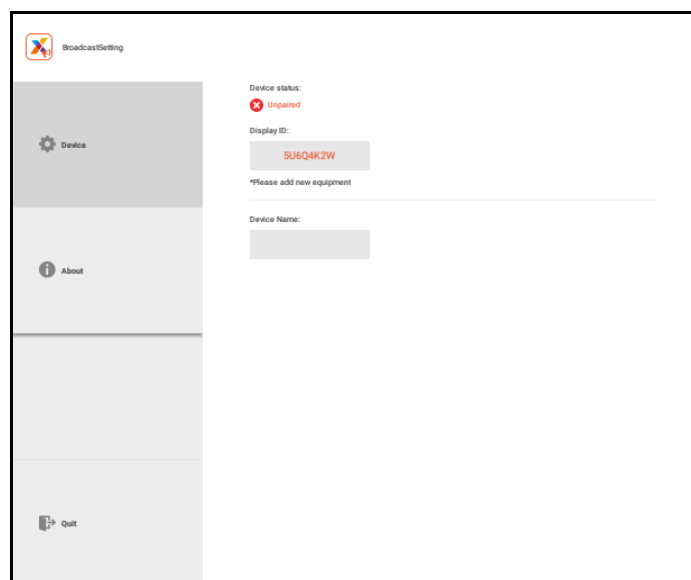 BroadcastSetting
Device
About
Quit
Device status:
Unpaired
Display ID:
5U6Q4K2W
*Please add new equipment
Device Name: